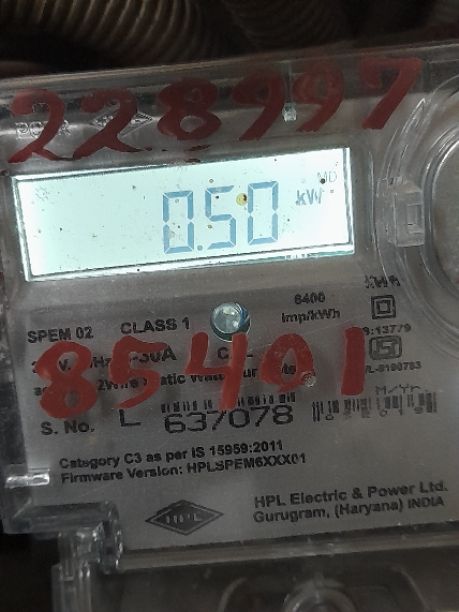 228997
MD
0.50 kW
6400
imp/kWh
SPEM 02 CLASS 1
85401
S. No. L 637078
Category C3 as per IS 15959:2011
Firmware Version: HPLSPEM6XXX01
HPL
HPL Electric & Power Ltd.
Gurugram, (Haryana) INDIA